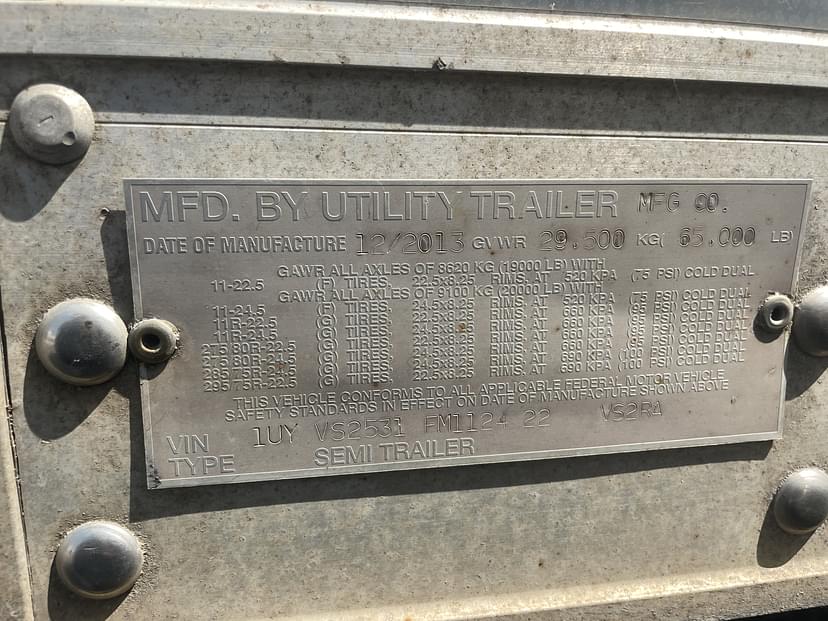 MFD. BY UTILITY TRAILER MFG CO.
DATE OF MANUFACTURE 12/2013 GVWR 29.500 KG( 65.000 LB)
GAWR ALL AXLES OF 8620 KG (19000 LB) WITH
11-22.5 (F) TIRES. 22.5x8.25 RIMS. AT 520 KPA (75 PSI) COLD DUAL
GAWR ALL AXLES OF 9100 KG (20000 LB) WITH
11-24.5 (F) TIRES. 24.5x8.25 RIMS. AT 520 KPA (75 PSI) COLD DUAL
11R-22.5 (G) TIRES. 22.5x8.25 RIMS. AT 660 KPA (95 PSI) COLD DUAL
11R-24.5 (G) TIRES. 24.5x8.25 RIMS. AT 660 KPA (95 PSI) COLD DUAL
275 80R-22.5 (G) TIRES. 22.5x8.25 RIMS. AT 660 KPA (95 PSI) COLD DUAL
(G) TIRES. 24.5x8.25 RIMS. AT 660 KPA (95 PSI) COLD DUAL
285 75R-24.5 (G) TIRES. 24.5x8.25 RIMS. AT 690 KPA (100 PSI) COLD DUAL
295 75R-22.5 (G) TIRES. 22.5x8.25 RIMS. AT 690 KPA (100 PSI) COLD DUAL
THIS VEHICLE CONFORMS TO ALL APPLICABLE FEDERAL MOTOR VEHICLE
SAFETY STANDARDS IN EFFECT ON DATE OF MANUFACTURE SHOWN ABOVE
VIN 1UY VS2531 FM1124 22 VS2RA
TYPE SEMI TRAILER